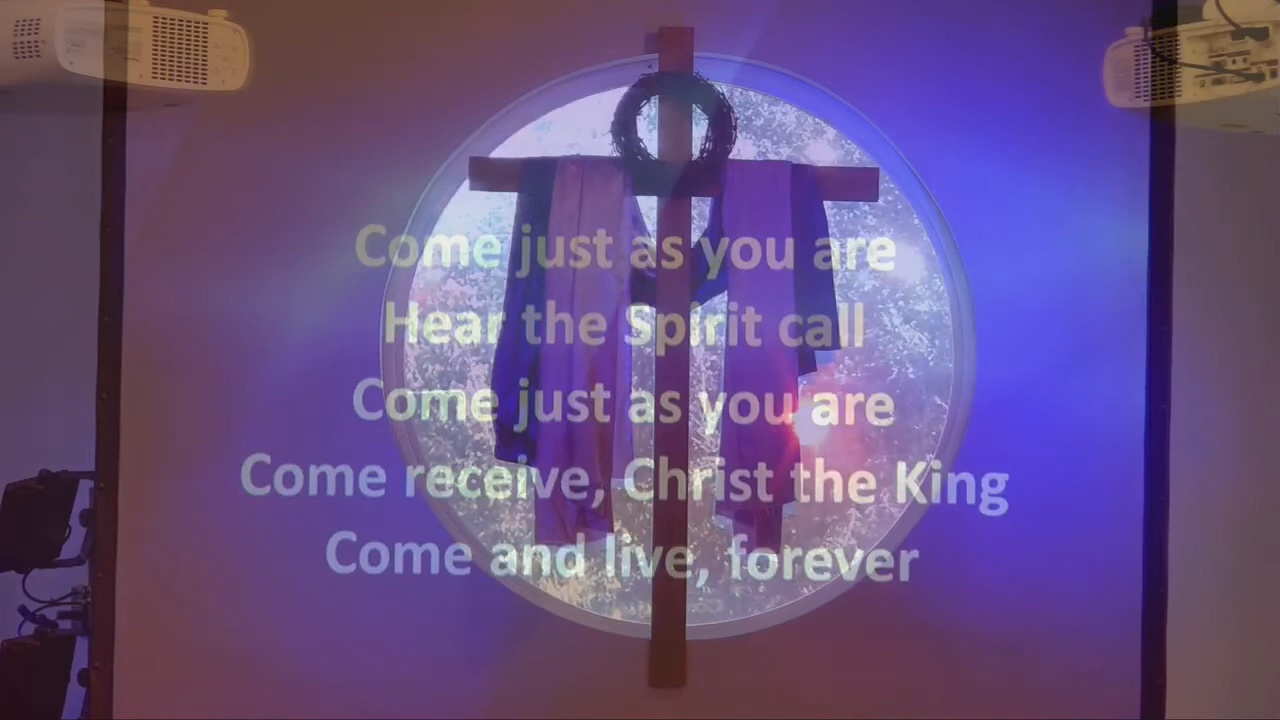 Come just as you are
Hear the Spirit call
Come just as you are
Come receive, Christ the King
Come and live, forever